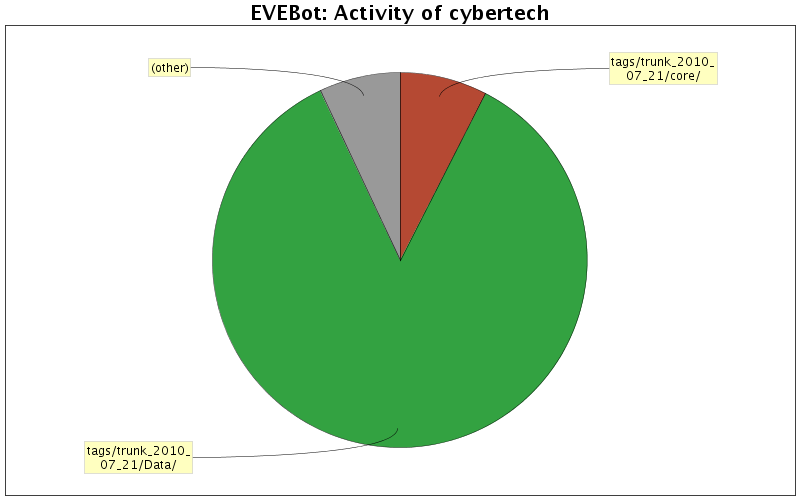 EVEBot: Activity of cybertech
(other)
tags/trunk_2010_
07_21/core/
tags/trunk_2010_
07_21/Data/